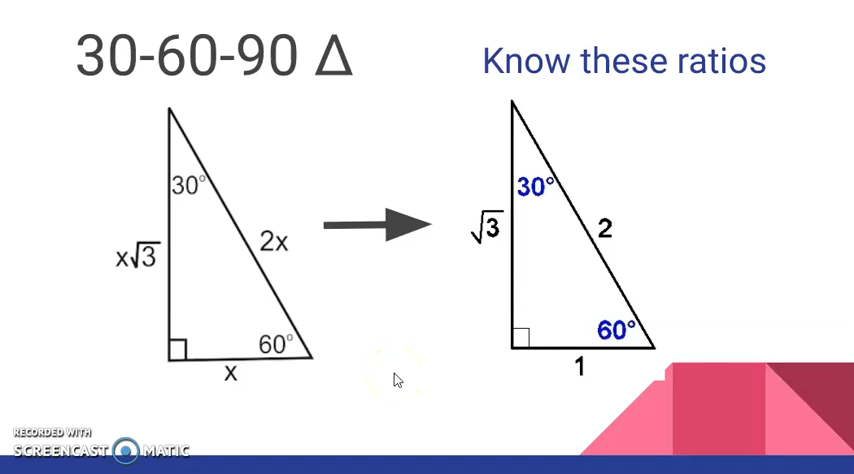 30-60-90 Δ
Know these ratios
30°
x√3
2x
60°
x
30°
√3
2
60°
1
RECORDED WITH
SCREENCAST MATIC